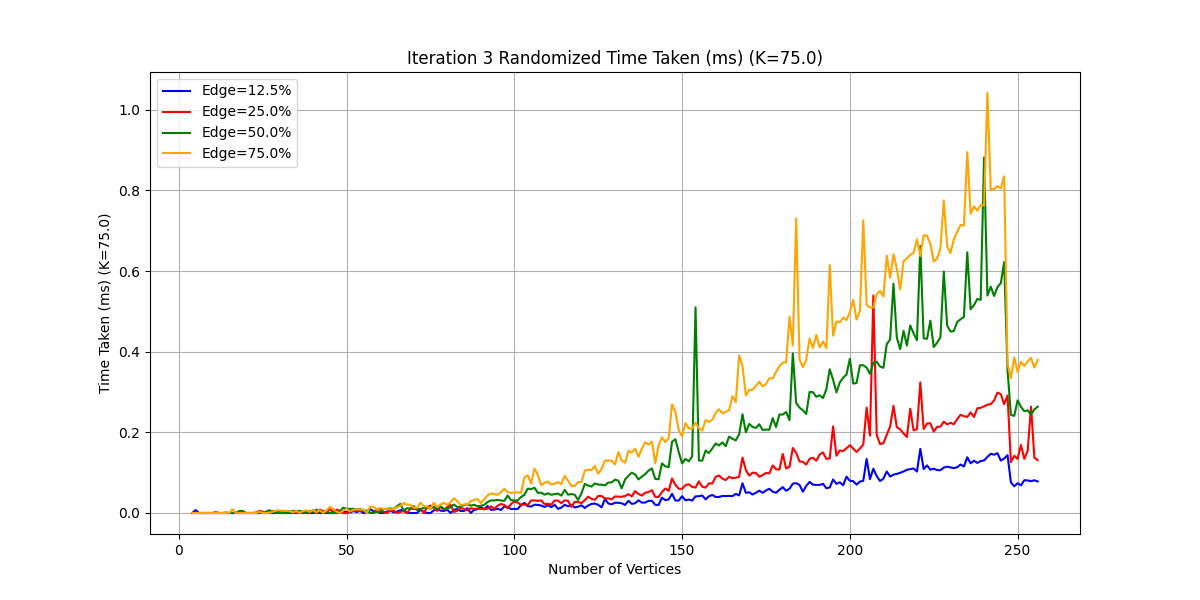 Iteration 3 Randomized Time Taken (ms) (K=75.0)
Edge=12.5%
Edge=25.0%
Edge=50.0%
Edge=75.0%
Time Taken (ms) (K=75.0)
1.0
0.8
0.6
0.4
0.2
0.0
0 50 100 150 200 250
Number of Vertices